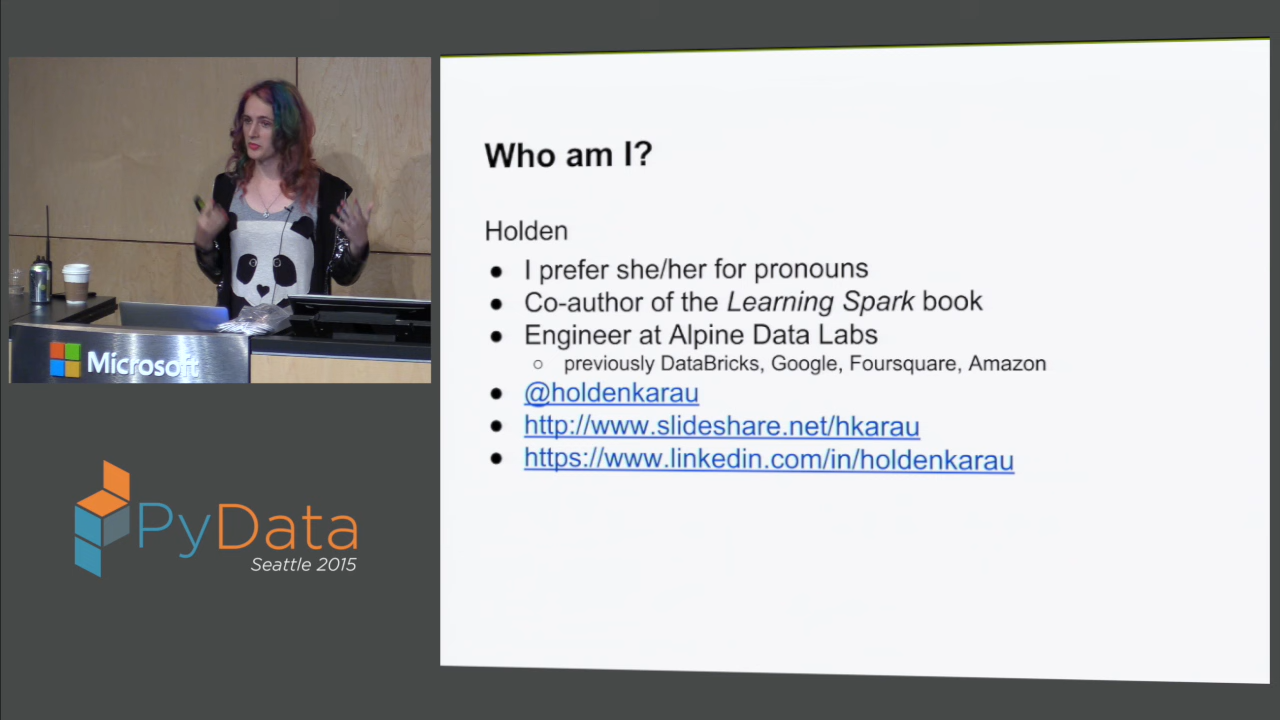 Who am I?
Holden
● I prefer she/her for pronouns
● Co-author of the Learning Spark book
● Engineer at Alpine Data Labs
○ previously DataBricks, Google, Foursquare, Amazon
● @holdenkarau
● http://www.slideshare.net/hkarau
● https://www.linkedin.com/in/holdenkarau
Microsoft
PyData
Seattle 2015